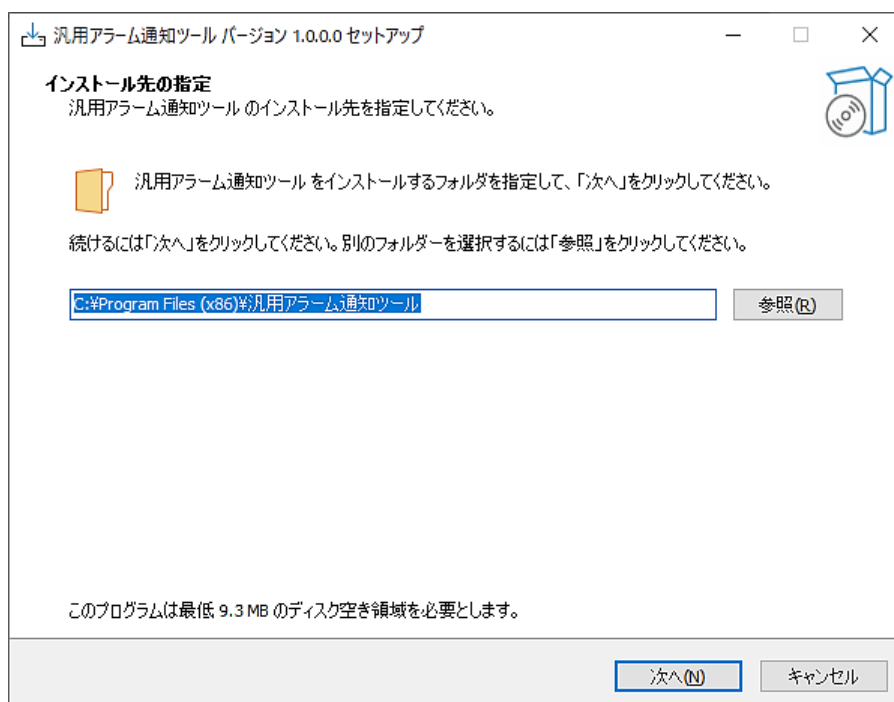 汎用アラーム通知ツール バージョン 1.0.0.0 セットアップ
インストール先の指定
汎用アラーム通知ツール のインストール先を指定してください。
汎用アラーム通知ツール をインストールするフォルダを指定して、「次へ」をクリックしてください。
続けるには「次へ」をクリックしてください。別のフォルダーを選択するには「参照」をクリックしてください。
C:¥Program Files (x86)¥汎用アラーム通知ツール
参照(R)
このプログラムは最低 9.3 MB のディスク空き領域を必要とします。
次へ(N)
キャンセル